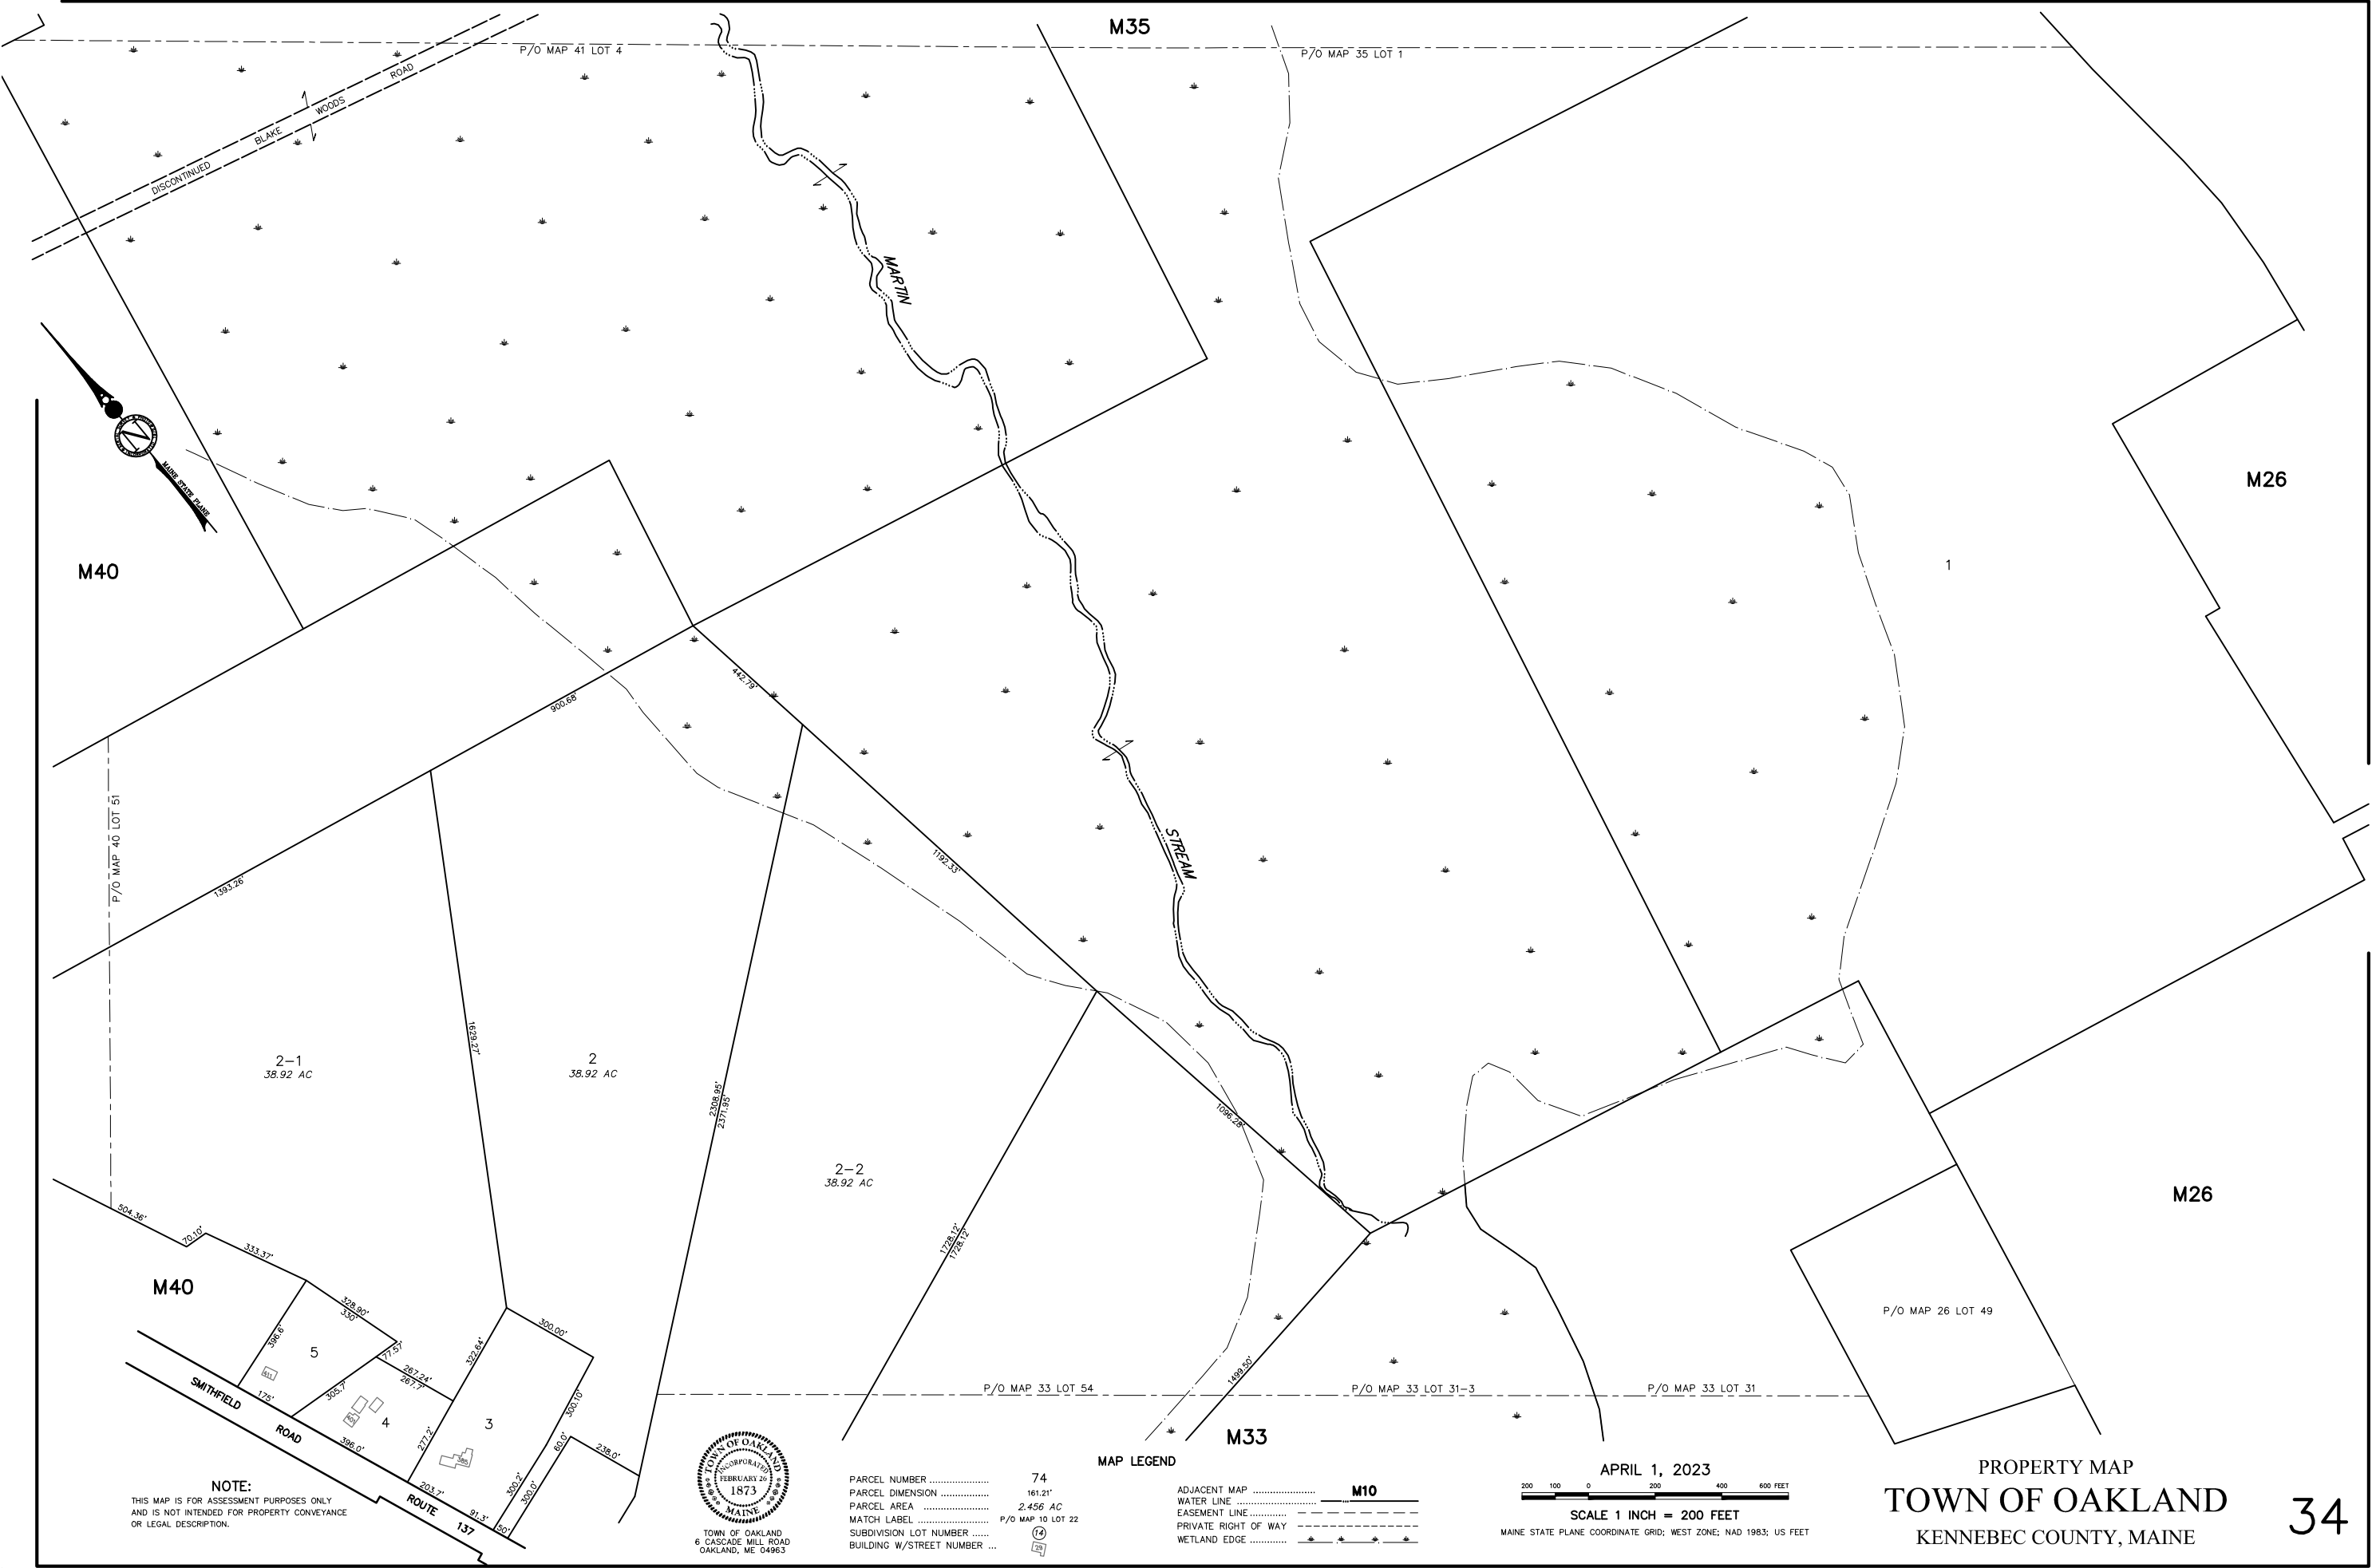 M35
P/O MAP 41 LOT 4
P/O MAP 35 LOT 1
DISCONTINUED BLAKE WOODS ROAD
MARTIN
STREAM
N
MAINE STATE PLANE
M40
M26
1
442.79'
900.68'
P/O MAP 40 LOT 51
1393.26'
1192.33'
1629.27'
2-1
38.92 AC
2
38.92 AC
2308.95'
2371.95'
2-2
38.92 AC
1096.28'
1728.12'
1728.12'
M26
504.36'
70.10'
333.37'
M40
328.90'
330'
396.6'
5
77.57'
267.24'
267.7'
305.7'
175'
4
396.0'
322.64'
300.00'
300.10'
3
385
277.2'
203.7'
300.2'
300.0'
60.0'
238.0'
91.3'
50'
SMITHFIELD ROAD
ROUTE 137
1499.50'
P/O MAP 26 LOT 49
P/O MAP 33 LOT 54
P/O MAP 33 LOT 31-3
P/O MAP 33 LOT 31
M33
NOTE:
THIS MAP IS FOR ASSESSMENT PURPOSES ONLY
AND IS NOT INTENDED FOR PROPERTY CONVEYANCE
OR LEGAL DESCRIPTION.
TOWN OF OAKLAND
INCORPORATED
FEBRUARY 26
1873
MAINE
TOWN OF OAKLAND
6 CASCADE MILL ROAD
OAKLAND, ME 04963
MAP LEGEND
PARCEL NUMBER ..................... 74
PARCEL DIMENSION ................. 161.21'
PARCEL AREA ....................... 2.456 AC
MATCH LABEL ....................... P/O MAP 10 LOT 22
SUBDIVISION LOT NUMBER ...... 14
BUILDING W/STREET NUMBER ... 29
ADJACENT MAP ...................... M10
WATER LINE ............................
EASEMENT LINE.............
PRIVATE RIGHT OF WAY
WETLAND EDGE .............
APRIL 1, 2023
200 100 0 200 400 600 FEET
SCALE 1 INCH = 200 FEET
MAINE STATE PLANE COORDINATE GRID; WEST ZONE; NAD 1983; US FEET
PROPERTY MAP
TOWN OF OAKLAND
KENNEBEC COUNTY, MAINE
34